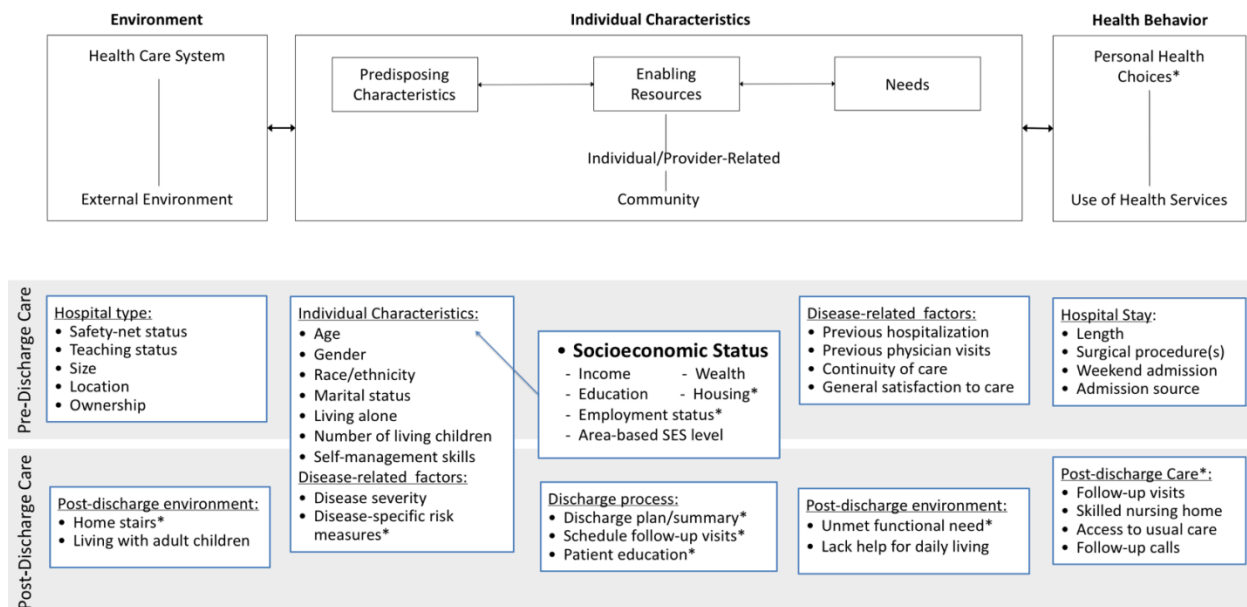 Environment
Individual Characteristics
Health Behavior
Health Care System
External Environment
Predisposing
Characteristics
Enabling
Resources
Needs
Individual/Provider-Related
Community
Personal Health
Choices*
Use of Health Services
Pre-Discharge Care
Hospital type:
• Safety-net status
• Teaching status
• Size
• Location
• Ownership
Individual Characteristics:
• Age
• Gender
• Race/ethnicity
• Marital status
• Living alone
• Number of living children
• Self-management skills
Disease-related factors:
• Disease severity
• Disease-specific risk
measures*
• Socioeconomic Status
- Income - Wealth
- Education - Housing*
- Employment status*
- Area-based SES level
Disease-related factors:
• Previous hospitalization
• Previous physician visits
• Continuity of care
• General satisfaction to care
Hospital Stay:
• Length
• Surgical procedure(s)
• Weekend admission
• Admission source
Post-Discharge Care
Post-discharge environment:
• Home stairs*
• Living with adult children
Discharge process:
• Discharge plan/summary*
• Schedule follow-up visits*
• Patient education*
Post-discharge environment:
• Unmet functional need*
• Lack help for daily living
Post-discharge Care*:
• Follow-up visits
• Skilled nursing home
• Access to usual care
• Follow-up calls